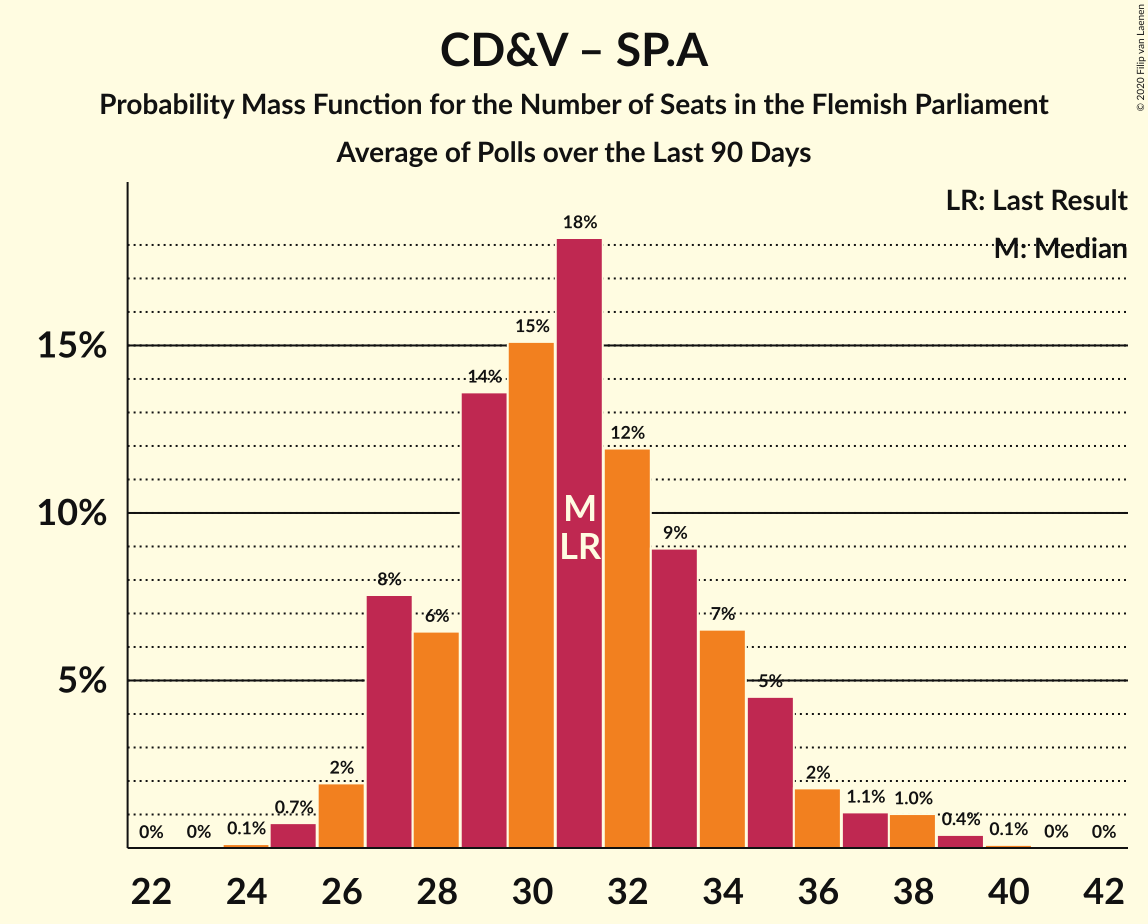 CD&V – SP.A
Probability Mass Function for the Number of Seats in the Flemish Parliament
Average of Polls over the Last 90 Days
© 2020 Filip van Laenen
LR: Last Result
M: Median
18%
15%
15%
14%
12%
M
10%
LR
9%
8%
6%
7%
5%
5%
2%
2%
0.7%
1.1%
1.0%
0.4%
0%
0%
0.1%
0.1%
0%
0%
22 24 26 28 30 32 34 36 38 40 42